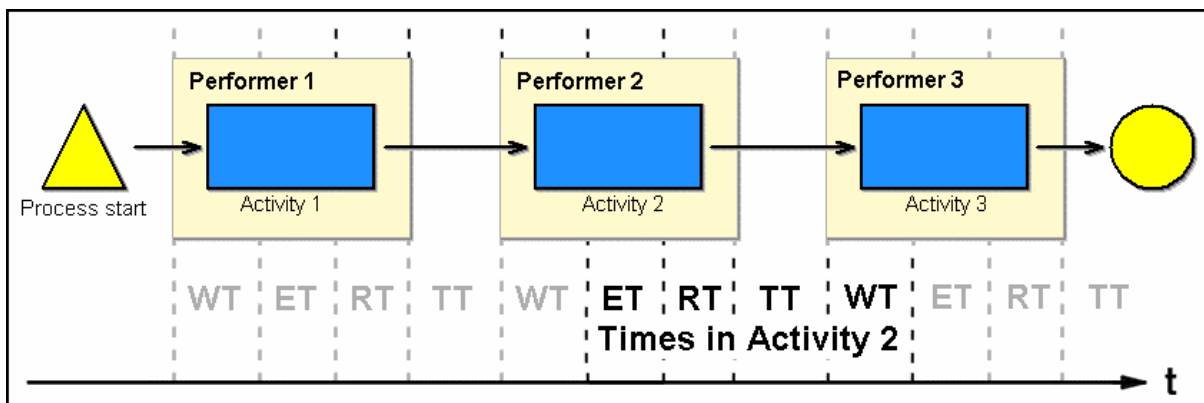 Performer 1 Performer 2 Performer 3
Process start Activity 1 Activity 2 Activity 3
WT ET RT TT WT ET RT TT WT ET RT TT
Times in Activity 2
t